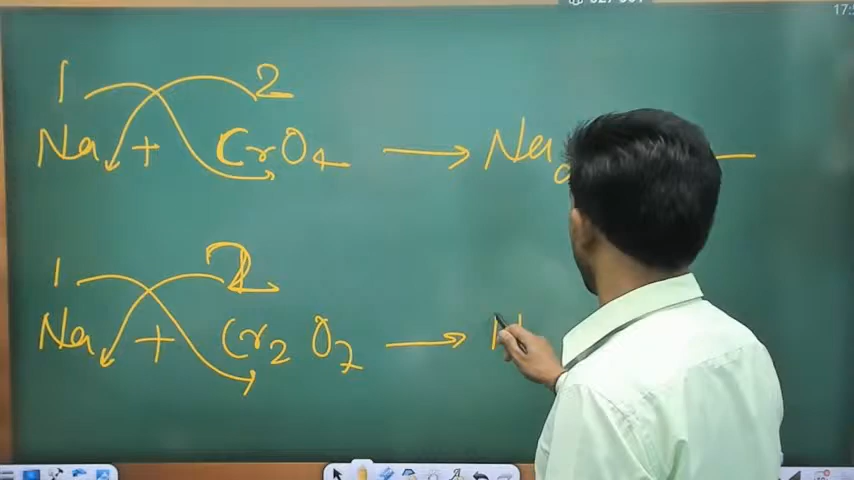 1 2
Na + CrO4 → Na
1 2
Na + Cr2 O7 → N